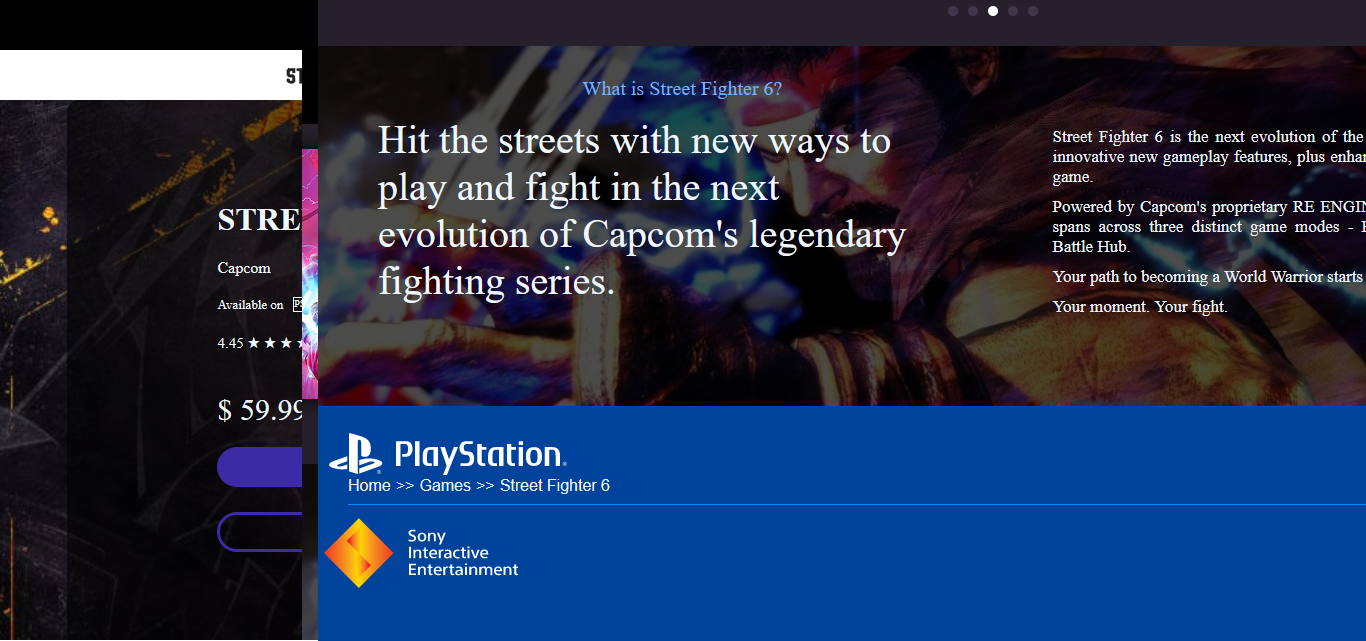 ST
STRE
Capcom
Available on
4.45 ★ ★ ★ ★
$ 59.99
What is Street Fighter 6?
Hit the streets with new ways to
play and fight in the next
evolution of Capcom's legendary
fighting series.
Street Fighter 6 is the next evolution of the
innovative new gameplay features, plus enhan
game.
Powered by Capcom's proprietary RE ENGIN
spans across three distinct game modes -
Battle Hub.
Your path to becoming a World Warrior starts
Your moment. Your fight.
PlayStation
Home >> Games >> Street Fighter 6
Sony
Interactive
Entertainment